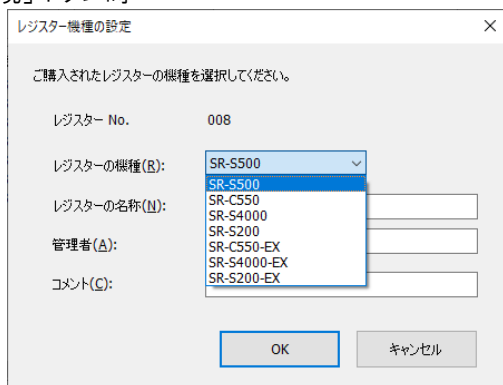 レジスター機種の設定
ご購入されたレジスターの機種を選択してください。
レジスター No. 008
レジスターの機種(R): SR-S500
SR-S500
SR-C550
レジスターの名称(N):
SR-S4000
SR-S200
管理者(A):
SR-C550-EX
SR-S4000-EX
コメント(C):
SR-S200-EX
OK キャンセル